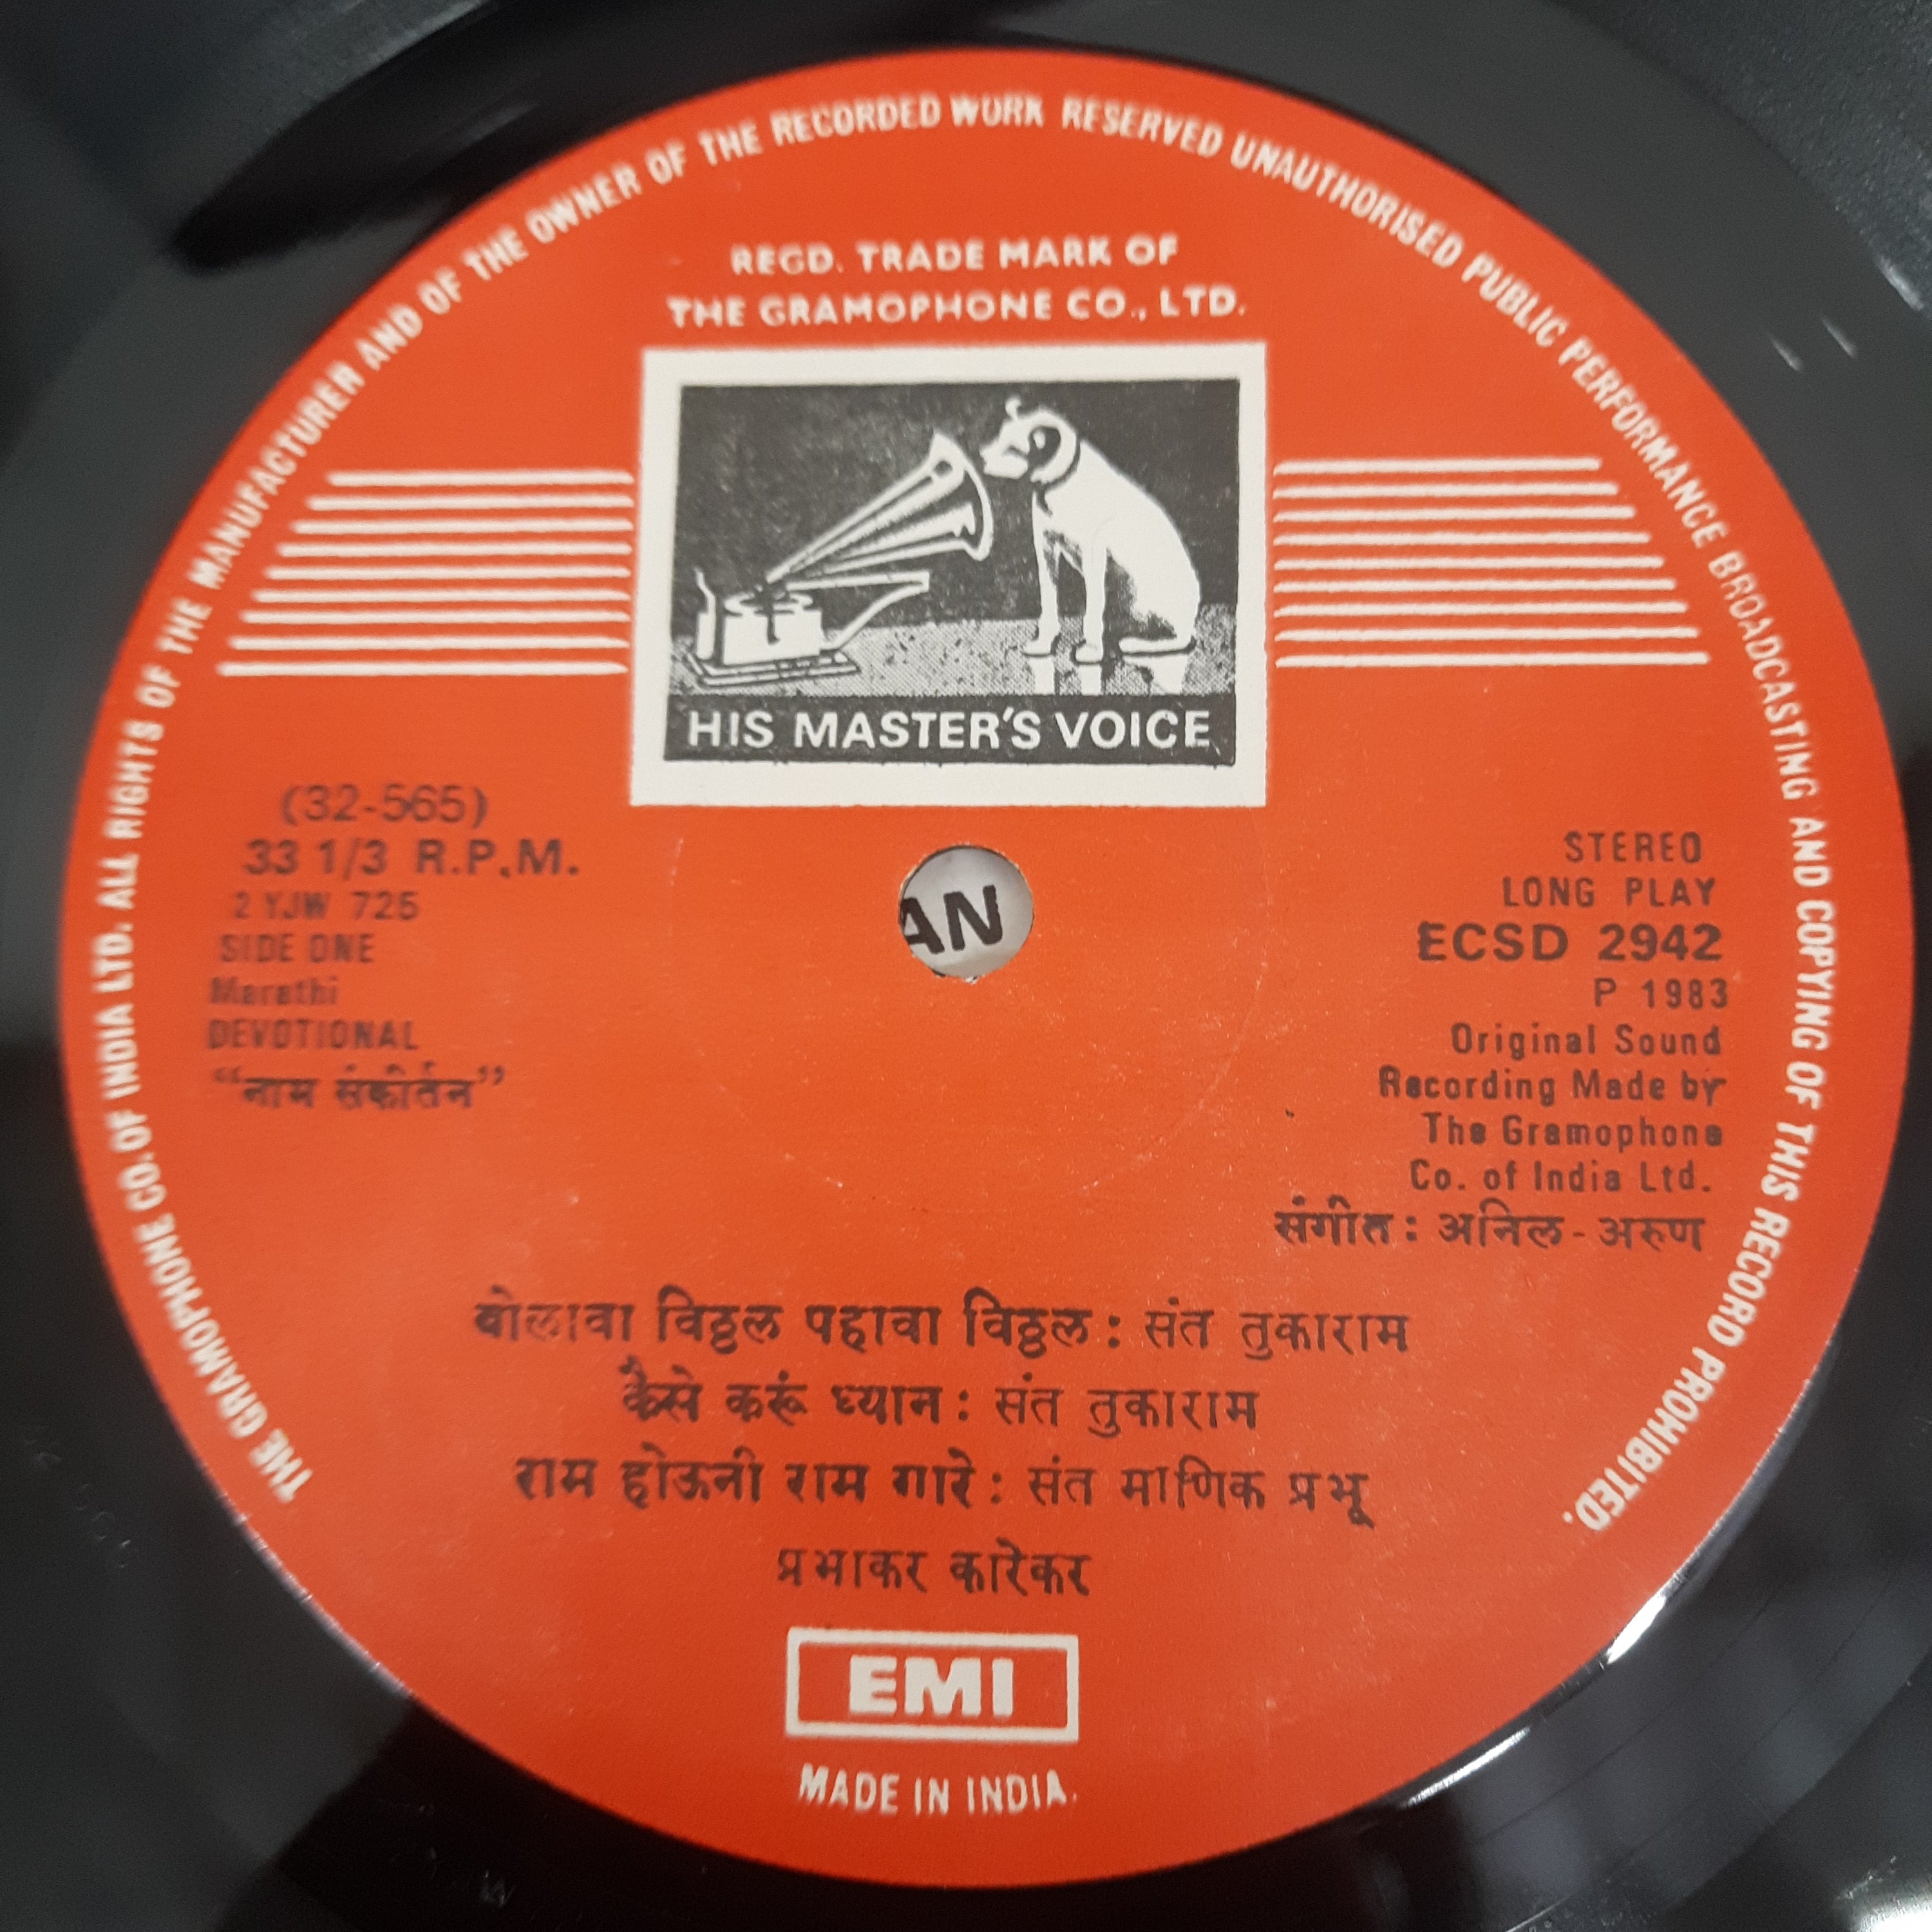 THE GRAMOPHONE CO. OF INDIA LTD. ALL RIGHTS OF THE MANUFACTURER AND OF THE OWNER OF THE RECORDED WORK RESERVED UNAUTHORISED PUBLIC PERFORMANCE BROADCASTING AND COPYING OF THIS RECORD PROHIBITED.
REGD. TRADE MARK OF
THE GRAMOPHONE CO., LTD.
HIS MASTER'S VOICE
(32-565)
33 1/3 R.P.M.
2 YJW 725
SIDE ONE
Marathi
DEVOTIONAL
“नाम संकीर्तन”
AN
STEREO
LONG PLAY
ECSD 2942
P 1983
Original Sound
Recording Made by
The Gramophone
Co. of India Ltd.
संगीत : अनिल - अरुण
बोलावा विठ्ठल पहावा विठ्ठल : संत तुकाराम
कैसे करूं ध्यान : संत तुकाराम
राम होऊनी राम गारे : संत माणिक प्रभू
प्रभाकर कारेकर
EMI
MADE IN INDIA.